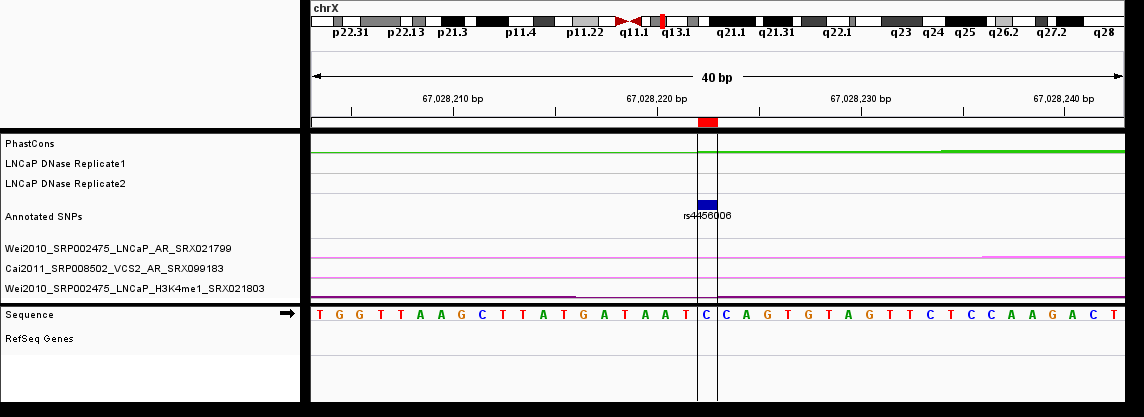 chrX
p22.31 p22.13 p21.3 p11.4 p11.22 q11.1 q13.1 q21.1 q21.31 q22.1 q23 q24 q25 q26.2 q27.2 q28
40 bp
67,028,210 bp 67,028,220 bp 67,028,230 bp 67,028,240 bp
PhastCons
LNCaP DNase Replicate1
LNCaP DNase Replicate2
Annotated SNPs
rs4456006
Wei2010_SRP002475_LNCaP_AR_SRX021799
Cai2011_SRP008502_VCS2_AR_SRX099183
Wei2010_SRP002475_LNCaP_H3K4me1_SRX021803
Sequence T G G T T A A G C T T A T G A T A A T C C A G T G T A G T T C T C C A A G A C T
RefSeq Genes